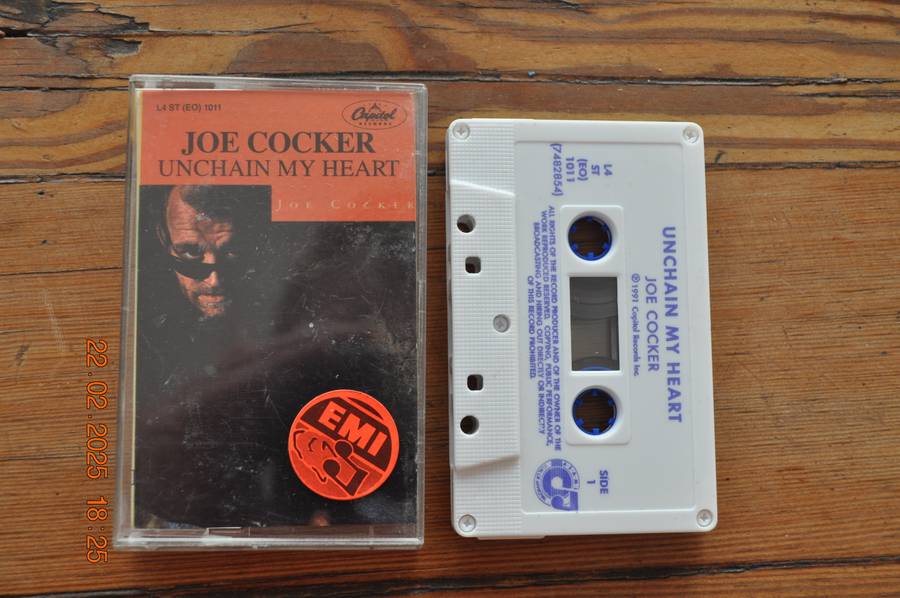 L4 ST (EO) 1011
Capitol
RECORDS
JOE COCKER
UNCHAIN MY HEART
JOE COCKER
EMI
UNCHAIN MY HEART
JOE COCKER
℗ 1991 Capitol Records Inc.
L4
ST
(EO)
1011
(7482854)
ALL RIGHTS OF THE RECORD PRODUCER AND OF THE OWNER OF THE
WORK REPRODUCED RESERVED. COPYING, PUBLIC PERFORMANCE,
BROADCASTING AND HIRING OUT DIRECTLY OR INDIRECTLY
OF THIS RECORD PROHIBITED.
SIDE
1
22.02.2025 18:25